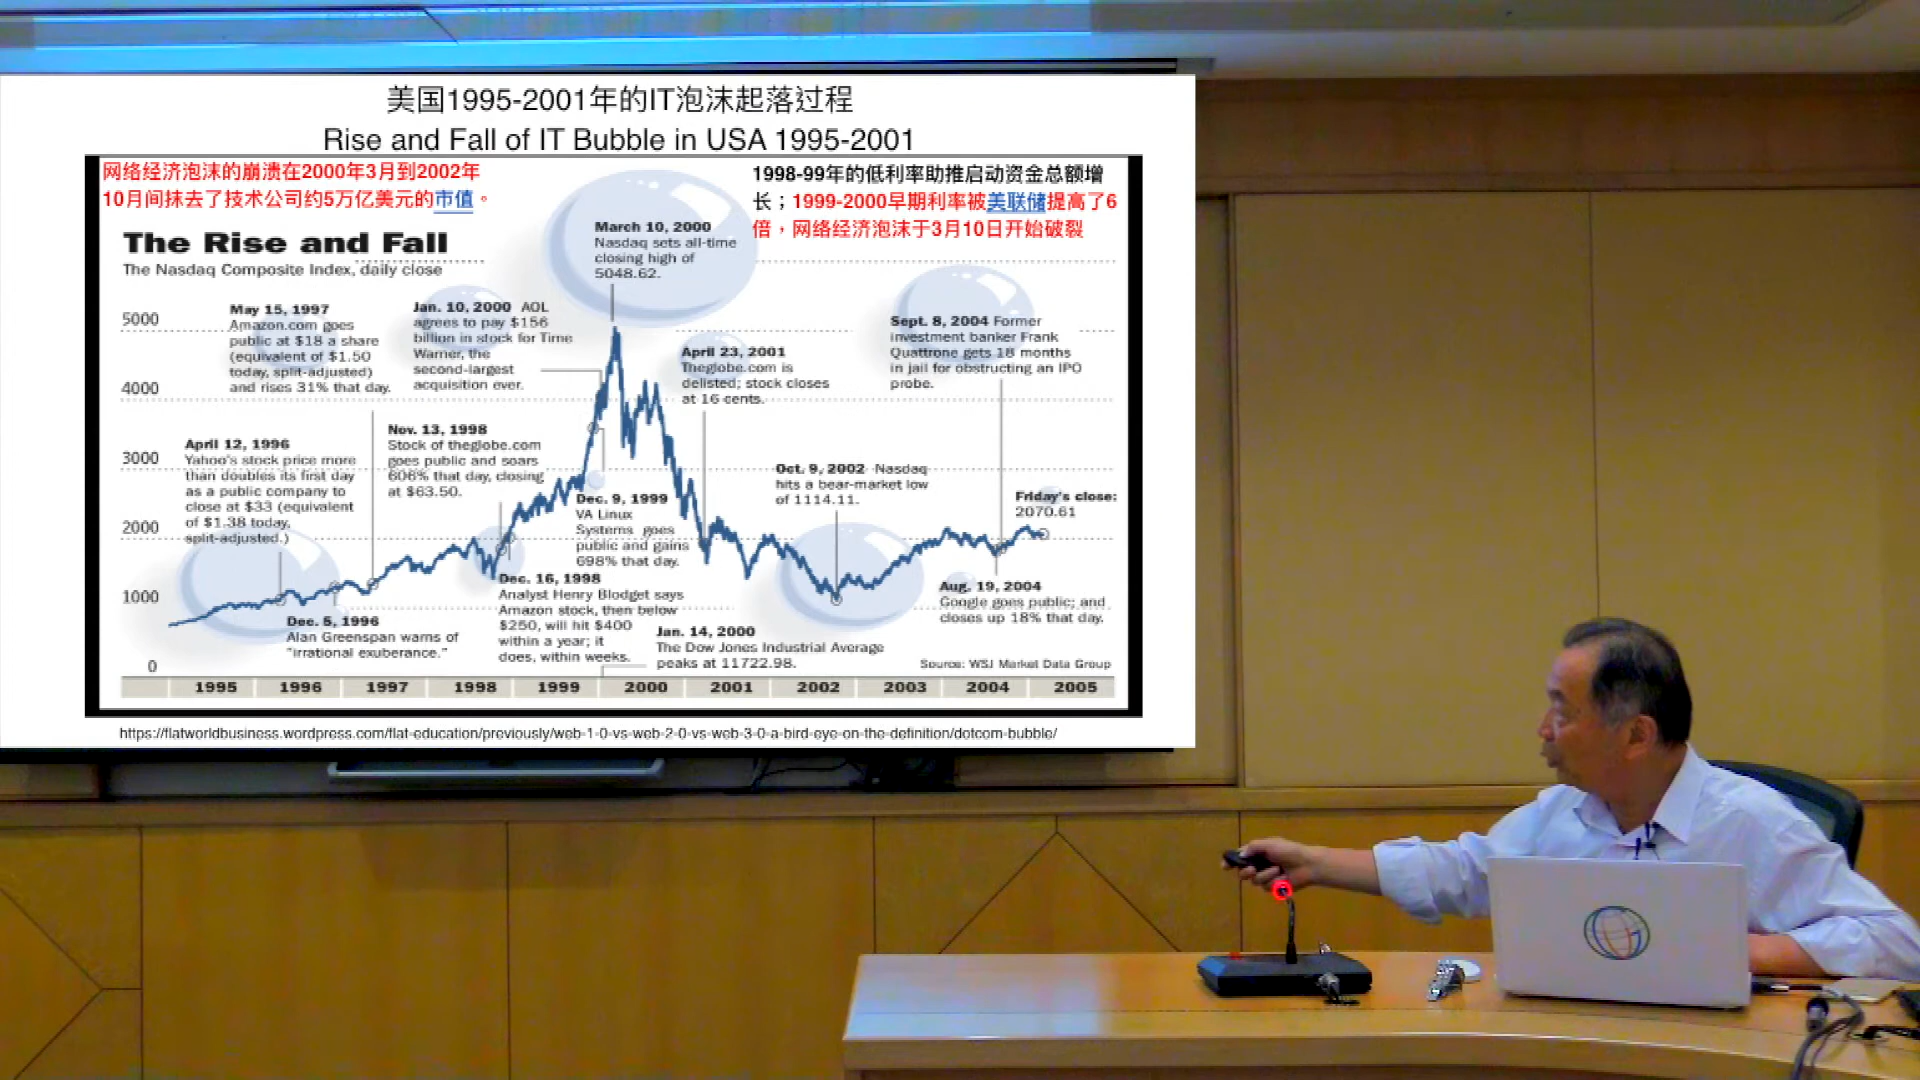 美国1995-2001年的IT泡沫起落过程
Rise and Fall of IT Bubble in USA 1995-2001
网络经济泡沫的崩溃在2000年3月到2002年
10月间抹去了技术公司约5万亿美元的市值。
1998-99年的低利率助推启动资金总额增
长；1999-2000早期利率被美联储提高了6
倍，网络经济泡沫于3月10日开始破裂
The Rise and Fall
The Nasdaq Composite Index, daily close
March 10, 2000
Nasdaq sets all-time
closing high of
5048.62.
May 15, 1997
Amazon.com goes
public at $18 a share
(equivalent of $1.50
today, split-adjusted)
and rises 31% that day.
Jan. 10, 2000 AOL
agrees to pay $156
billion in stock for Time
Warner, the
second-largest
acquisition ever.
April 23, 2001
Theglobe.com is
delisted; stock closes
at 16 cents.
Sept. 8, 2004 Former
investment banker Frank
Quattrone gets 18 months
in jail for obstructing an IPO
probe.
April 12, 1996
Yahoo's stock price more
than doubles its first day
as a public company to
close at $33 (equivalent
of $1.38 today,
split-adjusted.)
Nov. 13, 1998
Stock of theglobe.com
goes public and soars
606% that day, closing
at $63.50.
Dec. 9, 1999
VA Linux
Systems goes
public and gains
698% that day.
Oct. 9, 2002 Nasdaq
hits a bear-market low
of 1114.11.
Friday's close:
2070.61
Dec. 5, 1996
Alan Greenspan warns of
"irrational exuberance."
Dec. 16, 1998
Analyst Henry Blodget says
Amazon stock, then below
$250, will hit $400
within a year; it
does, within weeks.
Jan. 14, 2000
The Dow Jones Industrial Average
peaks at 11722.98.
Aug. 19, 2004
Google goes public; and
closes up 18% that day.
Source: WSJ Market Data Group
5000
4000
3000
2000
1000
0
1995 1996 1997 1998 1999 2000 2001 2002 2003 2004 2005
https://flatworldbusiness.wordpress.com/flat-education/previously/web-1-0-vs-web-2-0-vs-web-3-0-a-bird-eye-on-the-definition/dotcom-bubble/